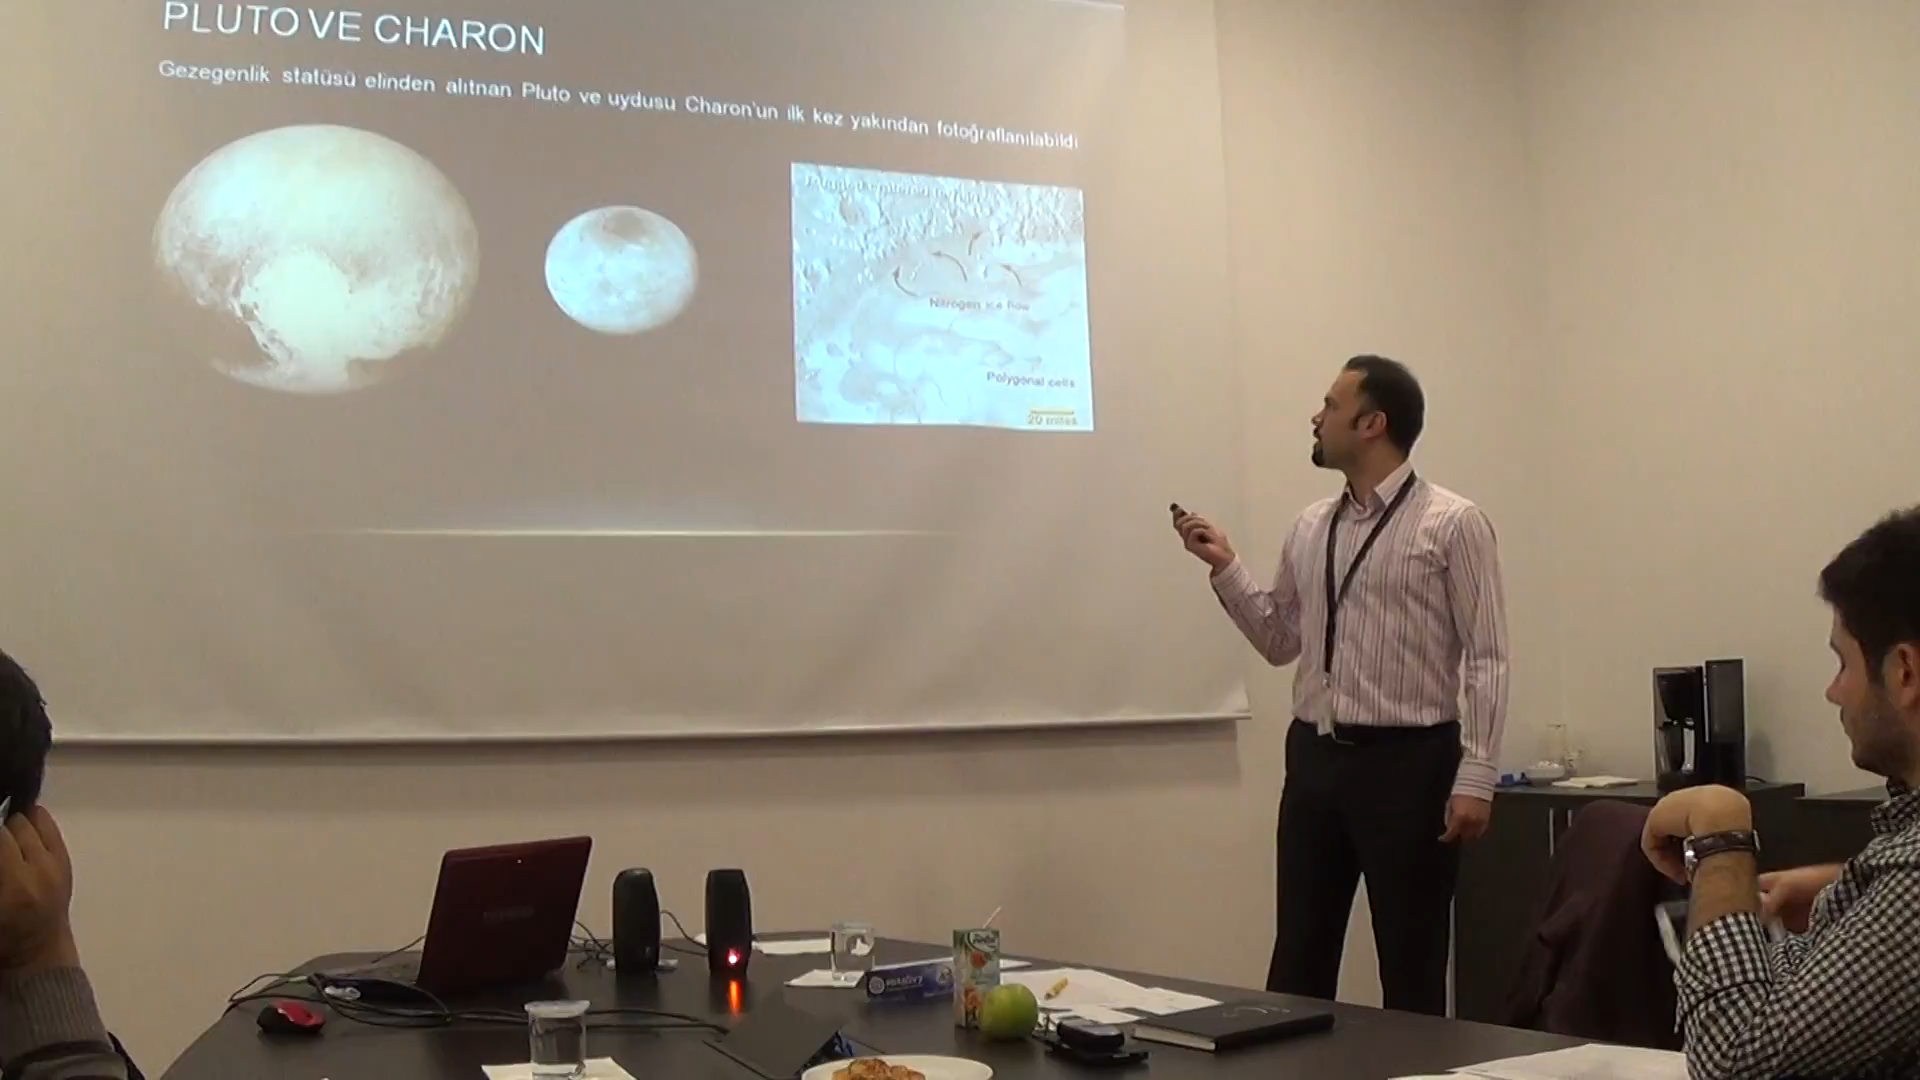 PLUTO VE CHARON
Gezegenlik statüsü elinden alıtnan Pluto ve uydusu Charon'un ilk kez yakından fotoğraflanılabildi
Nitrogen ice flow
Polygonal cells
20 miles